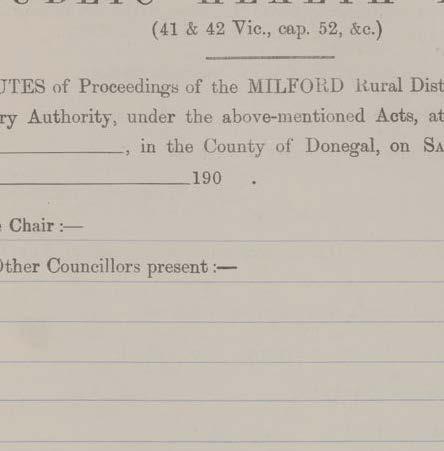 (41 & 42 Vic., cap. 52, &c.)
UTES of Proceedings of the MILFORD Rural Dist
ry Authority, under the above-mentioned Acts, at
, in the County of Donegal, on SA
190 .
Chair :—
Other Councillors present :—